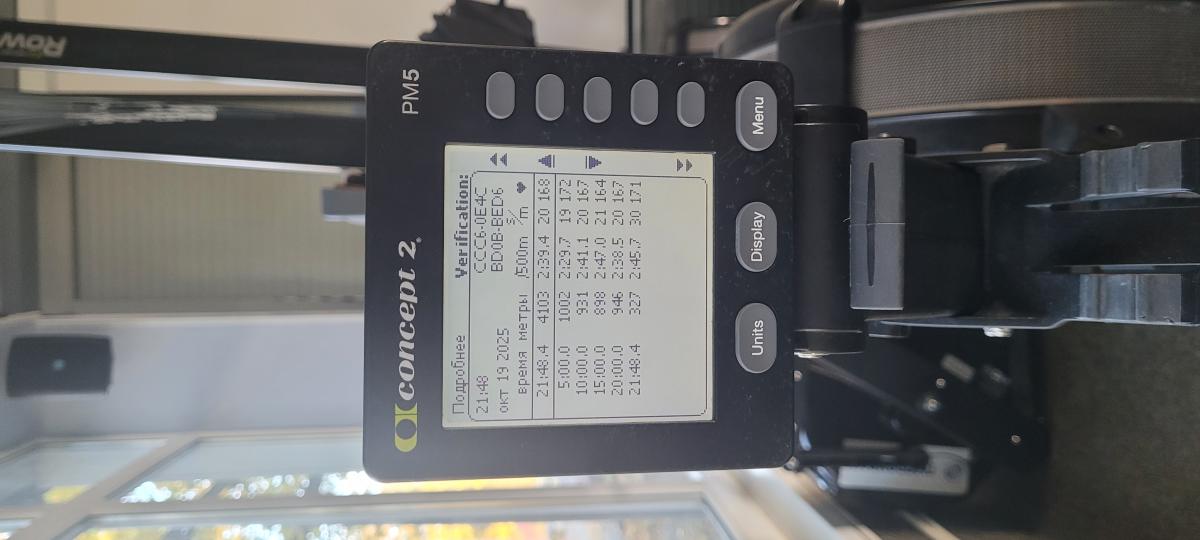 PM5
concept 2.
Подробнее Verification:
21:48 CCC6-0E4C
окт 19 2025 BD0B-BED6
время метры /500m s/m ♥
21:48.4 4103 2:39.4 20 168
5:00.0 1002 2:29.7 19 172
10:00.0 931 2:41.1 20 167
15:00.0 898 2:47.0 21 164
20:00.0 946 2:38.5 20 167
21:48.4 327 2:45.7 30 171
Units
Display
Menu
Row